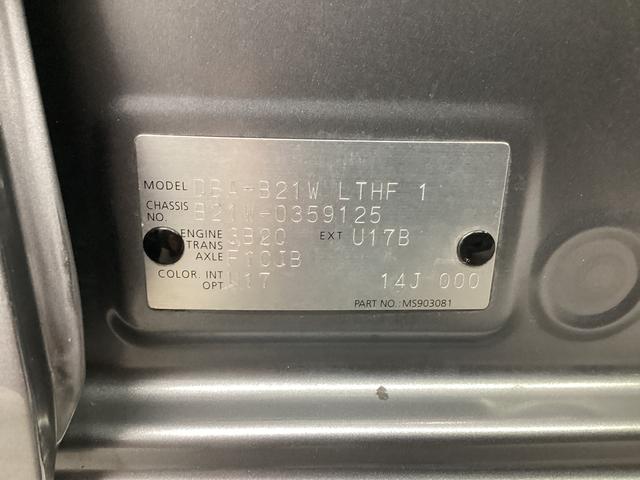 MODEL DBA-B21W LTHF 1
CHASSIS NO. B21W-0359125
ENGINE 3B20 EXT U17B
TRANS AXLE F1CJB
COLOR. INT OPT. U17 14J 000
PART NO.: MS903081